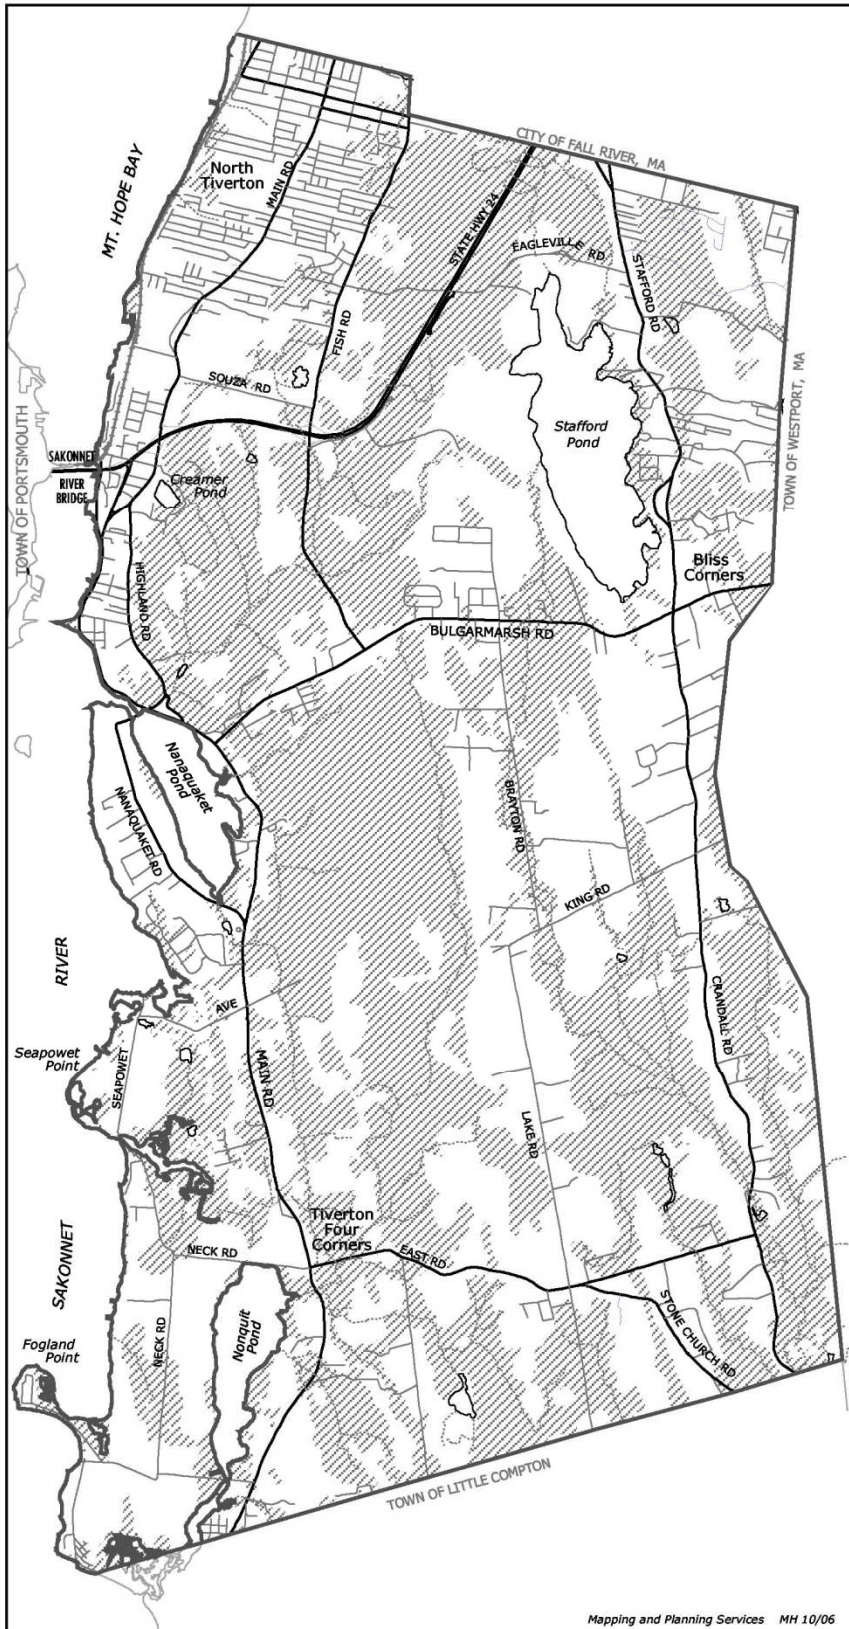 CITY OF FALL RIVER, MA
MT. HOPE BAY
North
Tiverton
MAIN RD
STATE HWY 24
EAGLEVILLE RD
STAFFORD RD
FISH RD
SOUZA RD
TOWN OF WESTPORT, MA
TOWN OF PORTSMOUTH
Stafford
Pond
SAKONNET
RIVER
BRIDGE
Creamer
Pond
Bliss
Corners
HIGHLAND RD
BULGARMARSH RD
Nanaquaket
Pond
NANAQUAKET RD
BRAYTON RD
KING RD
RIVER
AVE
CRANDALL RD
Seapowet
Point
SEAPOWET
MAIN RD
LAKE RD
Tiverton
Four
Corners
NECK RD
EAST RD
SAKONNET
STONE CHURCH RD
Nonquit
Pond
NECK RD
Fogland
Point
TOWN OF LITTLE COMPTON
Mapping and Planning Services MH 10/06